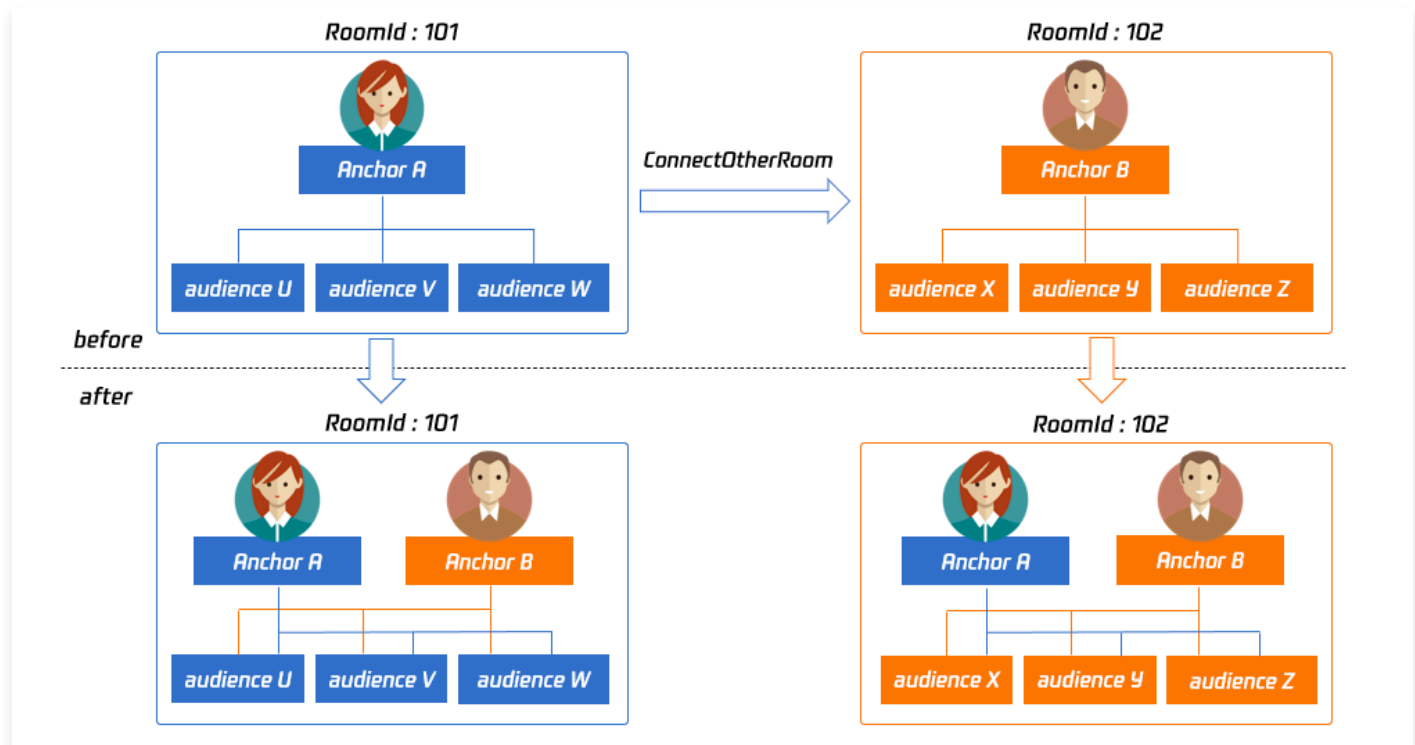 RoomId : 101
RoomId : 102
Anchor A
ConnectOtherRoom
Anchor B
audience U
audience V
audience W
audience X
audience Y
audience Z
before
after
RoomId : 101
RoomId : 102
Anchor A
Anchor B
Anchor A
Anchor B
audience U
audience V
audience W
audience X
audience Y
audience Z